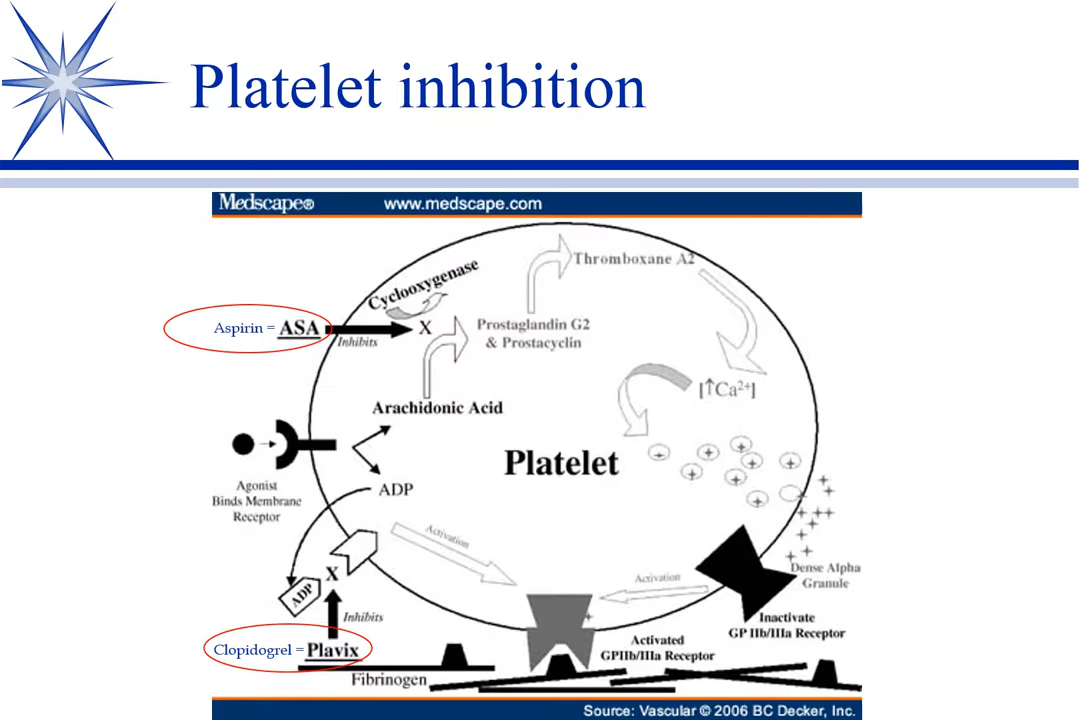 Platelet inhibition
Medscape® www.medscape.com
Thromboxane A2
Cyclooxygenase
Aspirin = ASA
Inhibits
X
Prostaglandin G2
& Prostacyclin
[↑Ca2+]
Arachidonic Acid
Platelet
Agonist
Binds Membrane
Receptor
ADP
Activation
ADP
X
Inhibits
Clopidogrel = Plavix
Fibrinogen
Activation
Dense Alpha
Granule
Inactivate
GP IIb/IIIa Receptor
Activated
GPIIb/IIIa Receptor
Source: Vascular © 2006 BC Decker, Inc.